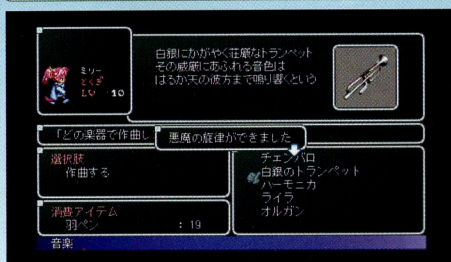 ミリー
とくぎ
LV 10
白銀にかがやく荘厳なトランペット
その威厳にあふれる音色は
はるか天の彼方まで鳴り響くという
「どの楽器で作曲し
悪魔の旋律ができました
選択肢
作曲する
チェンバロ
白銀のトランペット
ハーモニカ
ライラ
オルガン
消費アイテム
羽ペン : 19
音楽